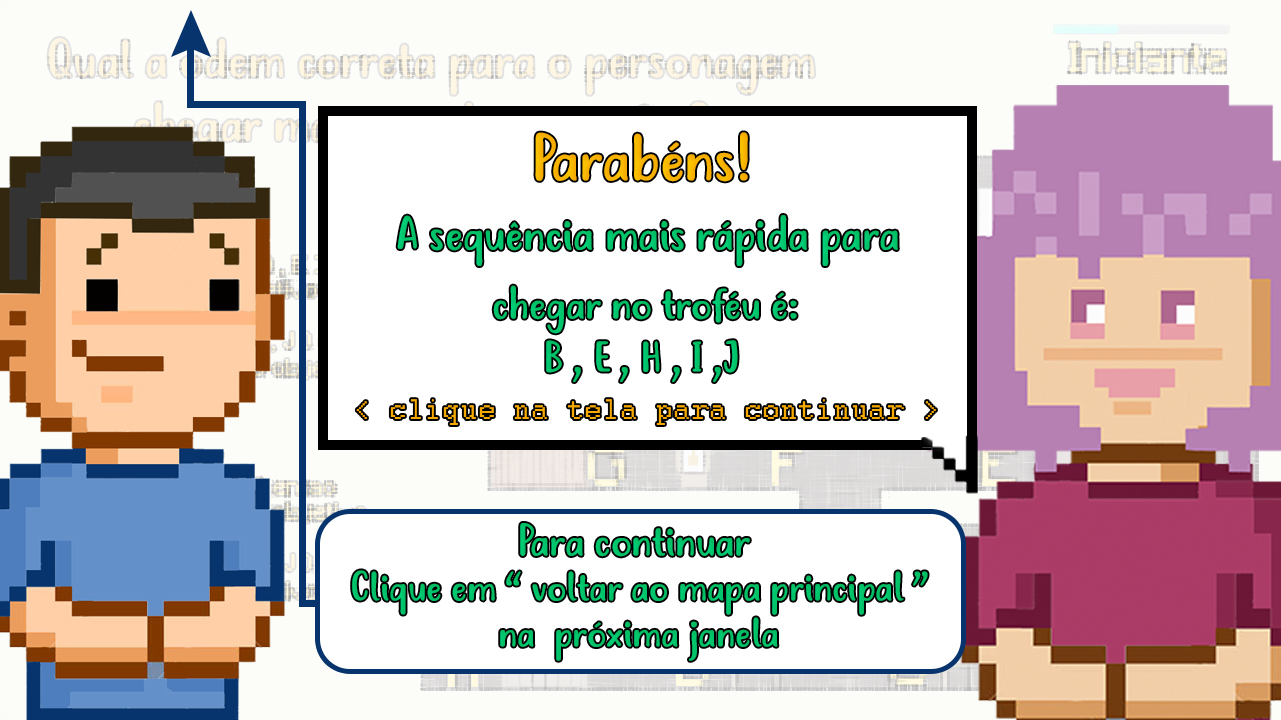 Qual a odem correta para o personagem
Iniciante
chegar
Parabéns!
A sequência mais rápida para
chegar no troféu é:
B , E , H , I ,J
< clique na tela para continuar >
G F E
Para continuar
Clique em “ voltar ao mapa principal ”
na próxima janela